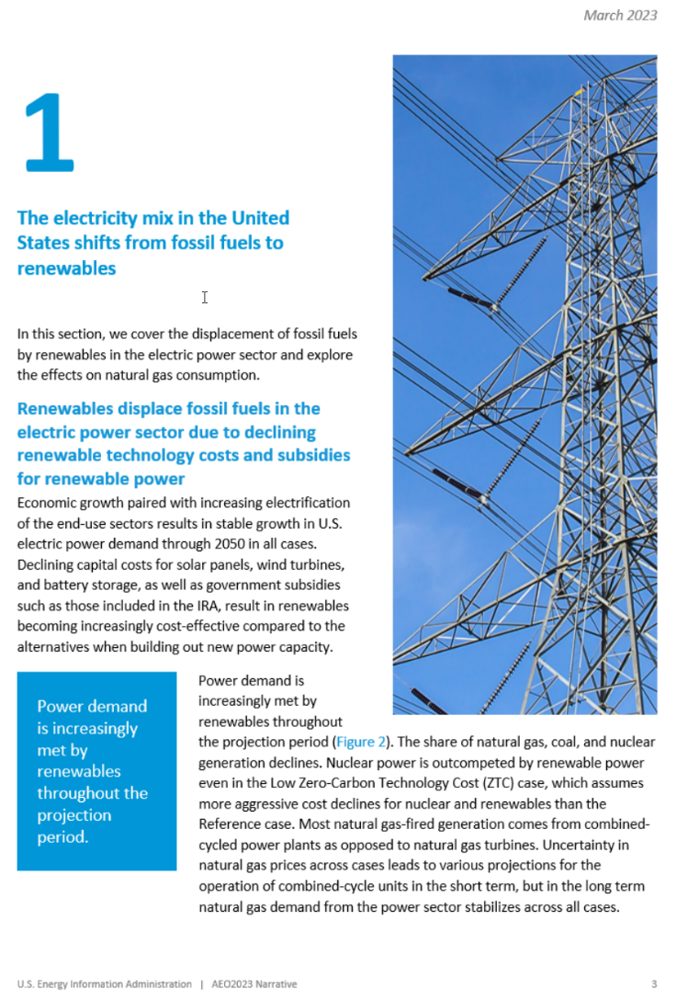 March 2023
1
The electricity mix in the United
States shifts from fossil fuels to
renewables
In this section, we cover the displacement of fossil fuels
by renewables in the electric power sector and explore
the effects on natural gas consumption.
Renewables displace fossil fuels in the
electric power sector due to declining
renewable technology costs and subsidies
for renewable power
Economic growth paired with increasing electrification
of the end-use sectors results in stable growth in U.S.
electric power demand through 2050 in all cases.
Declining capital costs for solar panels, wind turbines,
and battery storage, as well as government subsidies
such as those included in the IRA, result in renewables
becoming increasingly cost-effective compared to the
alternatives when building out new power capacity.
Power demand
is increasingly
met by
renewables
throughout the
projection
period.
Power demand is
increasingly met by
renewables throughout
the projection period (Figure 2). The share of natural gas, coal, and nuclear
generation declines. Nuclear power is outcompeted by renewable power
even in the Low Zero-Carbon Technology Cost (ZTC) case, which assumes
more aggressive cost declines for nuclear and renewables than the
Reference case. Most natural gas-fired generation comes from combined-
cycled power plants as opposed to natural gas turbines. Uncertainty in
natural gas prices across cases leads to various projections for the
operation of combined-cycle units in the short term, but in the long term
natural gas demand from the power sector stabilizes across all cases.
U.S. Energy Information Administration | AEO2023 Narrative
3